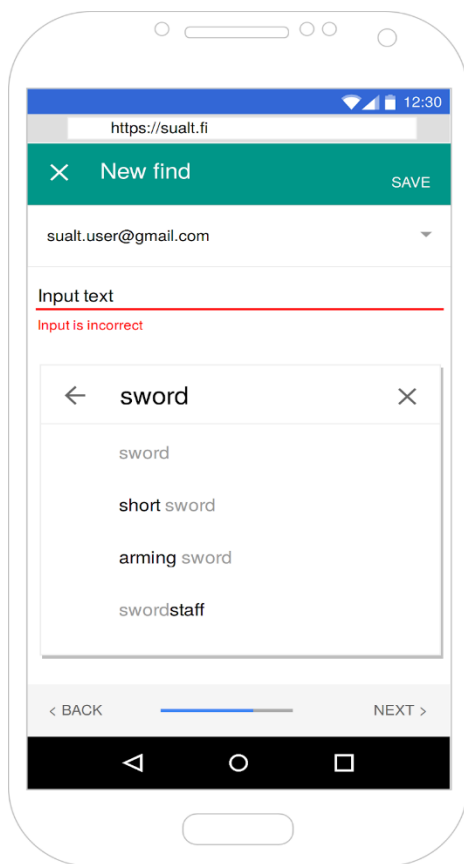 12:30
https://sualt.fi
New find
SAVE
sualt.user@gmail.com
Input text
Input is incorrect
sword
sword
short sword
arming sword
swordstaff
< BACK
NEXT >